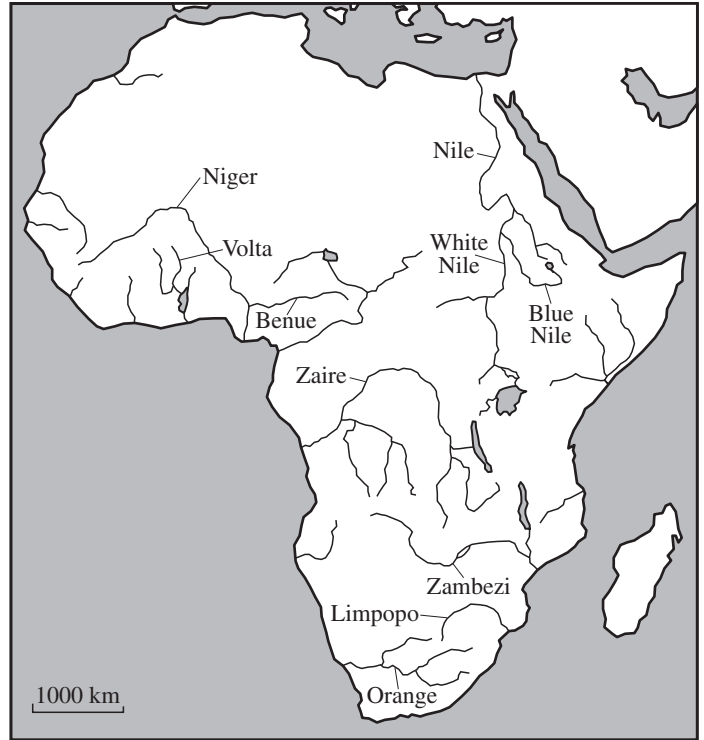 Nile
Niger
Volta
White
Nile
Benue
Blue
Nile
Zaire
Zambezi
Limpopo
Orange
1000 km